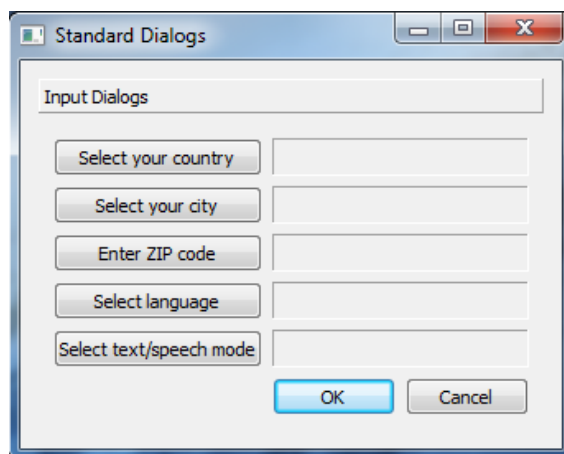 Standard Dialogs
Input Dialogs
Select your country
Select your city
Enter ZIP code
Select language
Select text/speech mode
OK Cancel